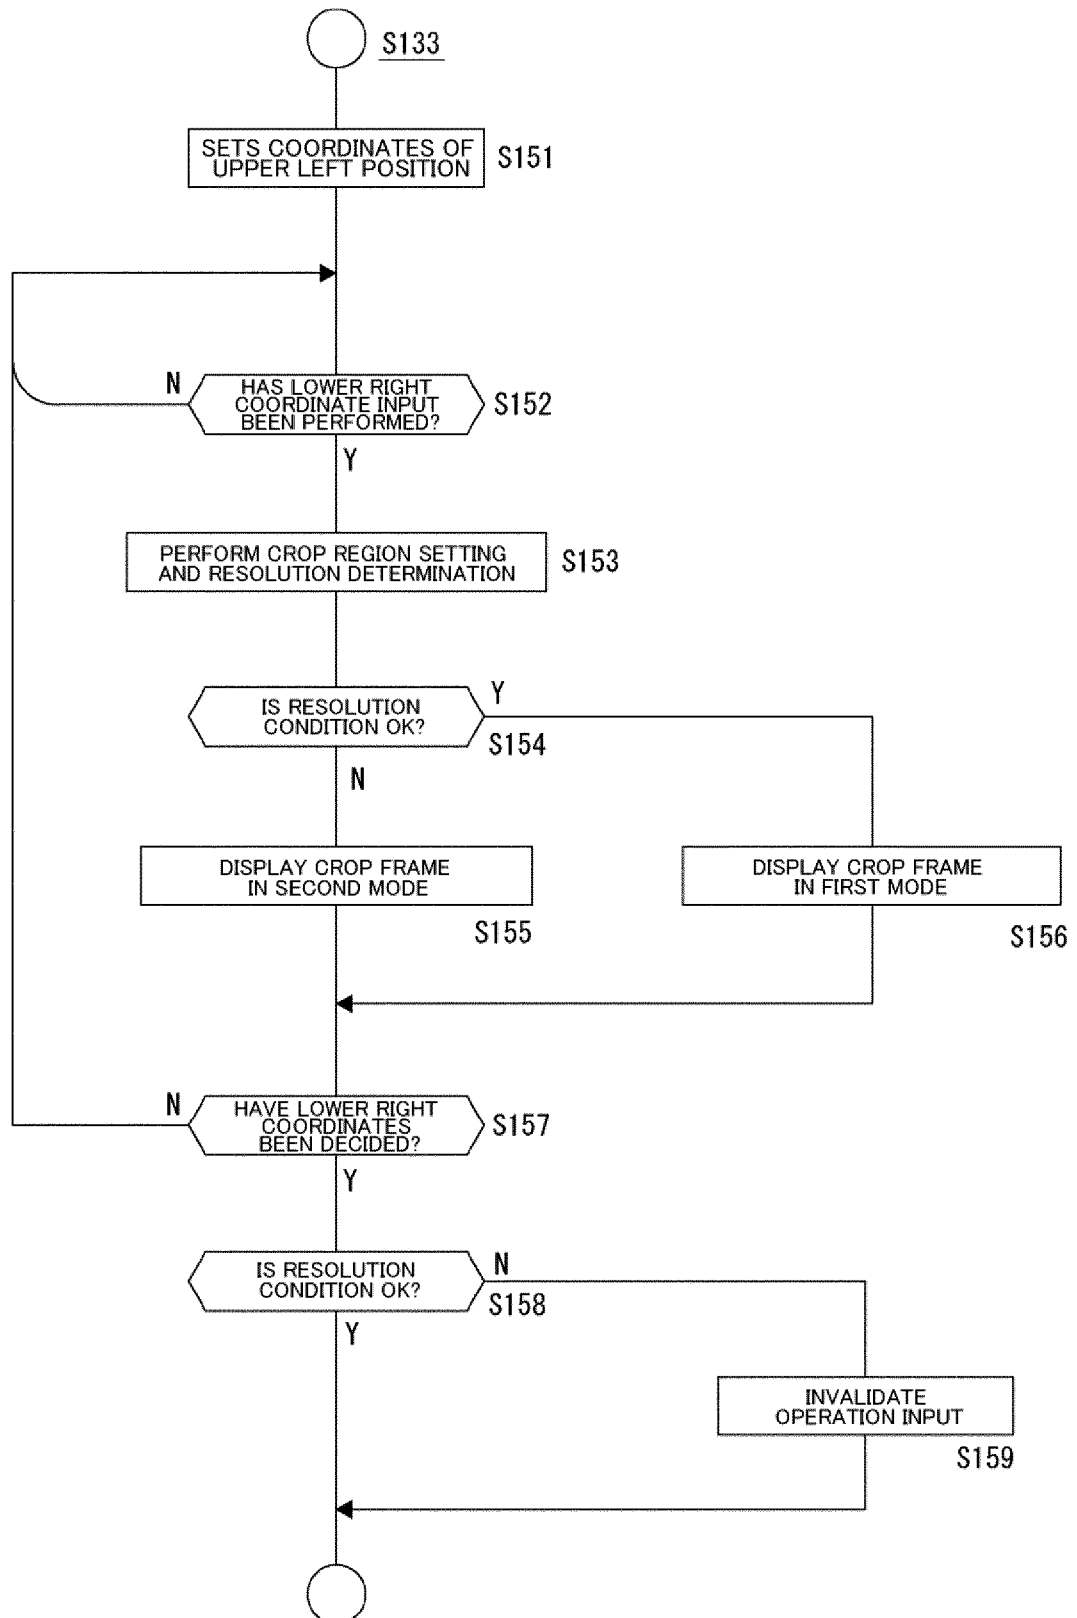 S133
SETS COORDINATES OF
UPPER LEFT POSITION
S151
N
HAS LOWER RIGHT
COORDINATE INPUT
BEEN PERFORMED?
S152
Y
PERFORM CROP REGION SETTING
AND RESOLUTION DETERMINATION
S153
IS RESOLUTION
CONDITION OK?
Y
S154
N
DISPLAY CROP FRAME
IN SECOND MODE
S155
DISPLAY CROP FRAME
IN FIRST MODE
S156
N
HAVE LOWER RIGHT
COORDINATES
BEEN DECIDED?
S157
Y
IS RESOLUTION
CONDITION OK?
N
S158
Y
INVALIDATE
OPERATION INPUT
S159